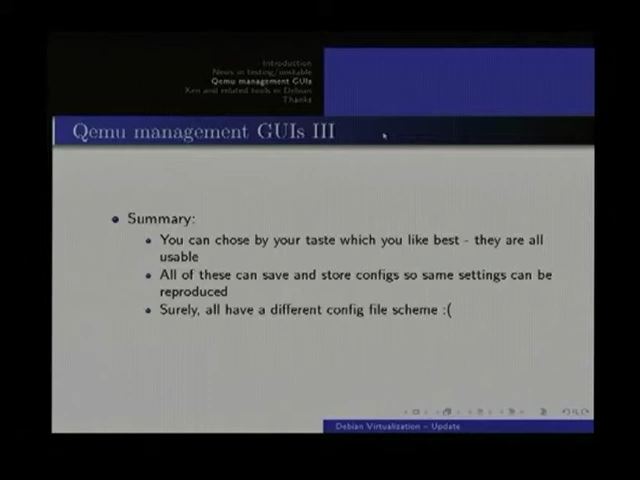 Introduction
News in testing/unstable
Qemu management GUIs
Xen and related tools in Debian
Thanks
Qemu management GUIs III
Summary:
You can chose by your taste which you like best - they are all
usable
All of these can save and store configs so same settings can be
reproduced
Surely, all have a different config file scheme :(
Debian Virtualization – Update